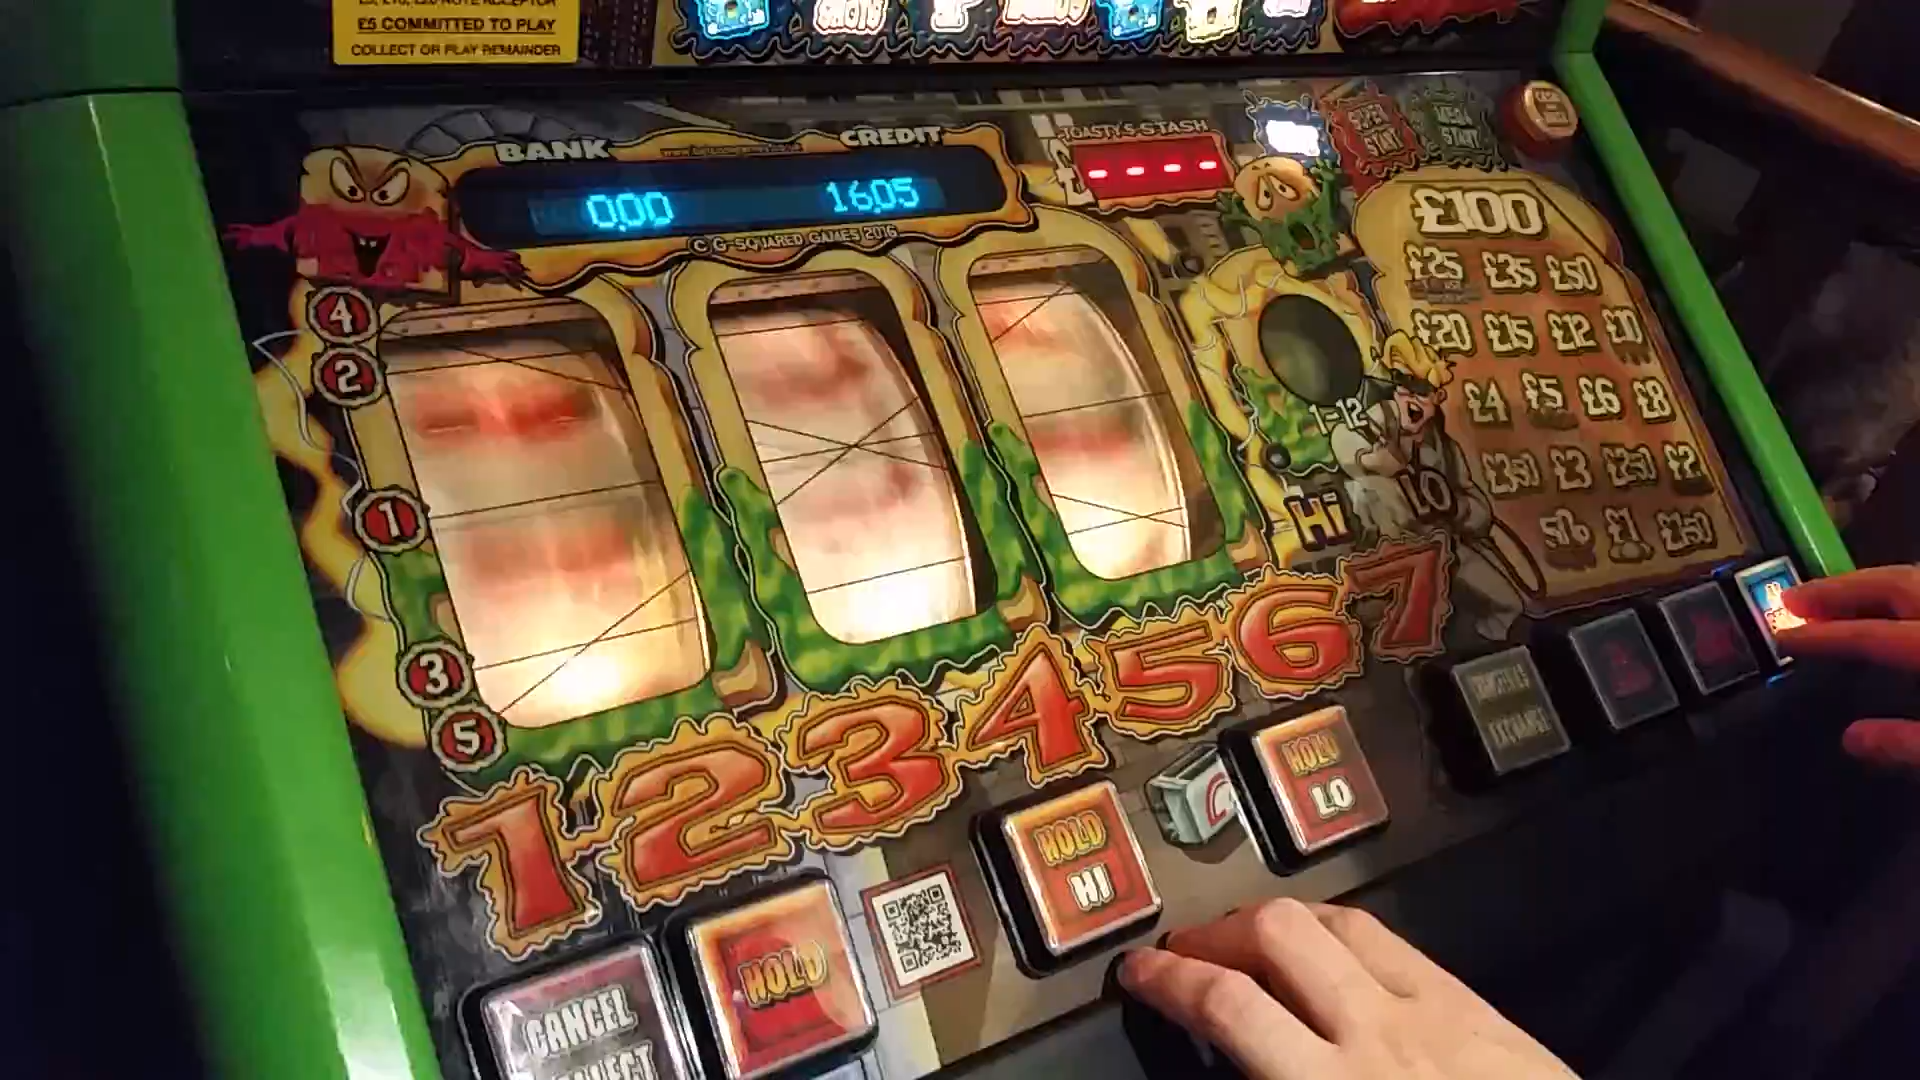 £5 COMMITTED TO PLAY
COLLECT OR PLAY REMAINDER
BANK
CREDIT
0.00
16.05
© G-SQUARED GAMES 2016
TOASTY'S STASH
£ - - - -
SUPER START
MEGA START
£100
£25 £35 £50
£20 £15 £12 £10
£4 £5 £6 £8
£3.50 £3 £2.50 £2
50p £1 £1.50
1-12
Hi
LO
4
2
1
3
5
1 2 3 4 5 6 7
CANCEL
HOLD
HOLD
HI
HOLD
LO
EXCHANGE